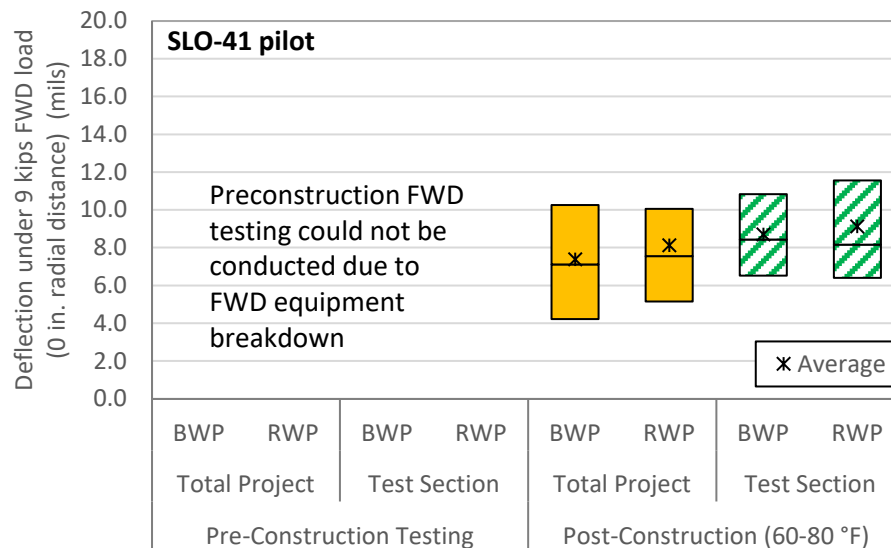 Deflection under 9 kips FWD load
(0 in. radial distance) (mils)
20.0
18.0
16.0
14.0
12.0
10.0
8.0
6.0
4.0
2.0
0.0
SLO-41 pilot
Preconstruction FWD
testing could not be
conducted due to
FWD equipment
breakdown
Average
BWP RWP BWP RWP BWP RWP BWP RWP
Total Project Test Section Total Project Test Section
Pre-Construction Testing Post-Construction (60-80 °F)